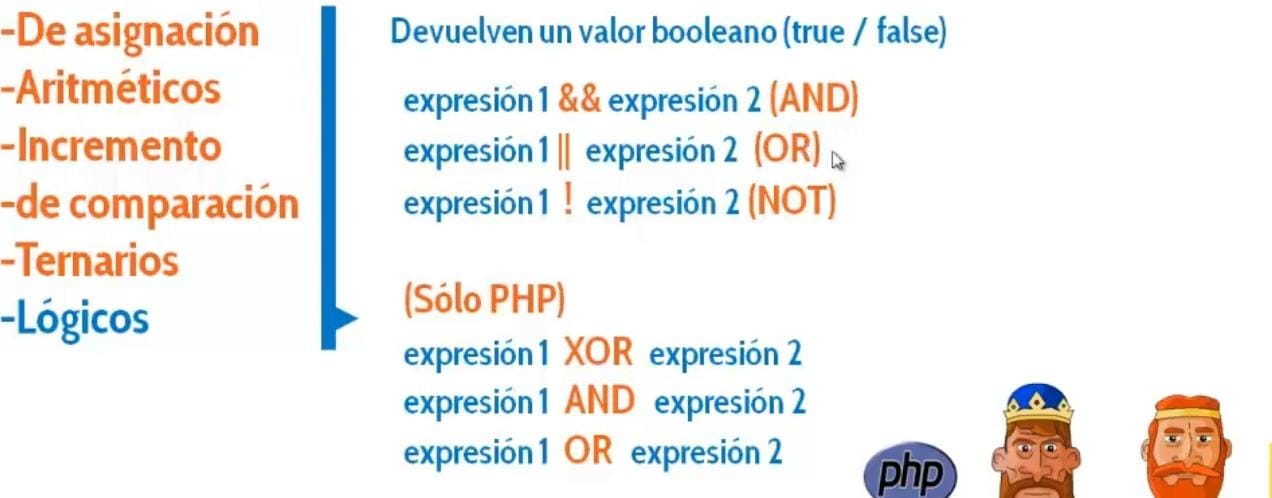 -De asignación
-Aritméticos
-Incremento
-de comparación
-Ternarios
-Lógicos
Devuelven un valor booleano (true / false)
expresión 1 && expresión 2 (AND)
expresión 1 || expresión 2 (OR)
expresión 1 ! expresión 2 (NOT)
(Sólo PHP)
expresión 1 XOR expresión 2
expresión 1 AND expresión 2
expresión 1 OR expresión 2
php